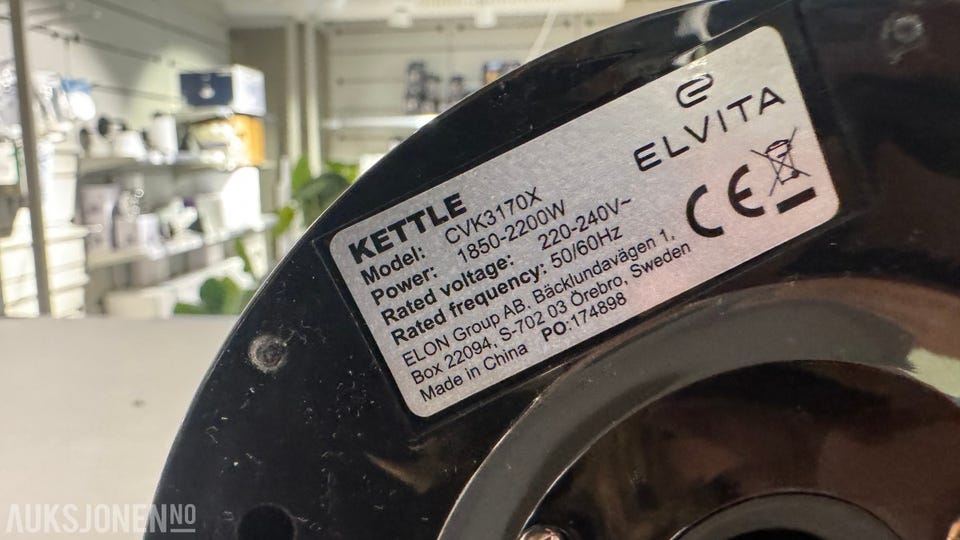 ELVITA
CE
KETTLE
Model: CVK3170X
Power: 1850-2200W
Rated voltage: 220-240V~
Rated frequency: 50/60Hz
ELON Group AB, Bäcklundavägen 1,
Box 22094, S-702 03 Örebro, Sweden
Made in China PO:174898
AUKSJONEN NO